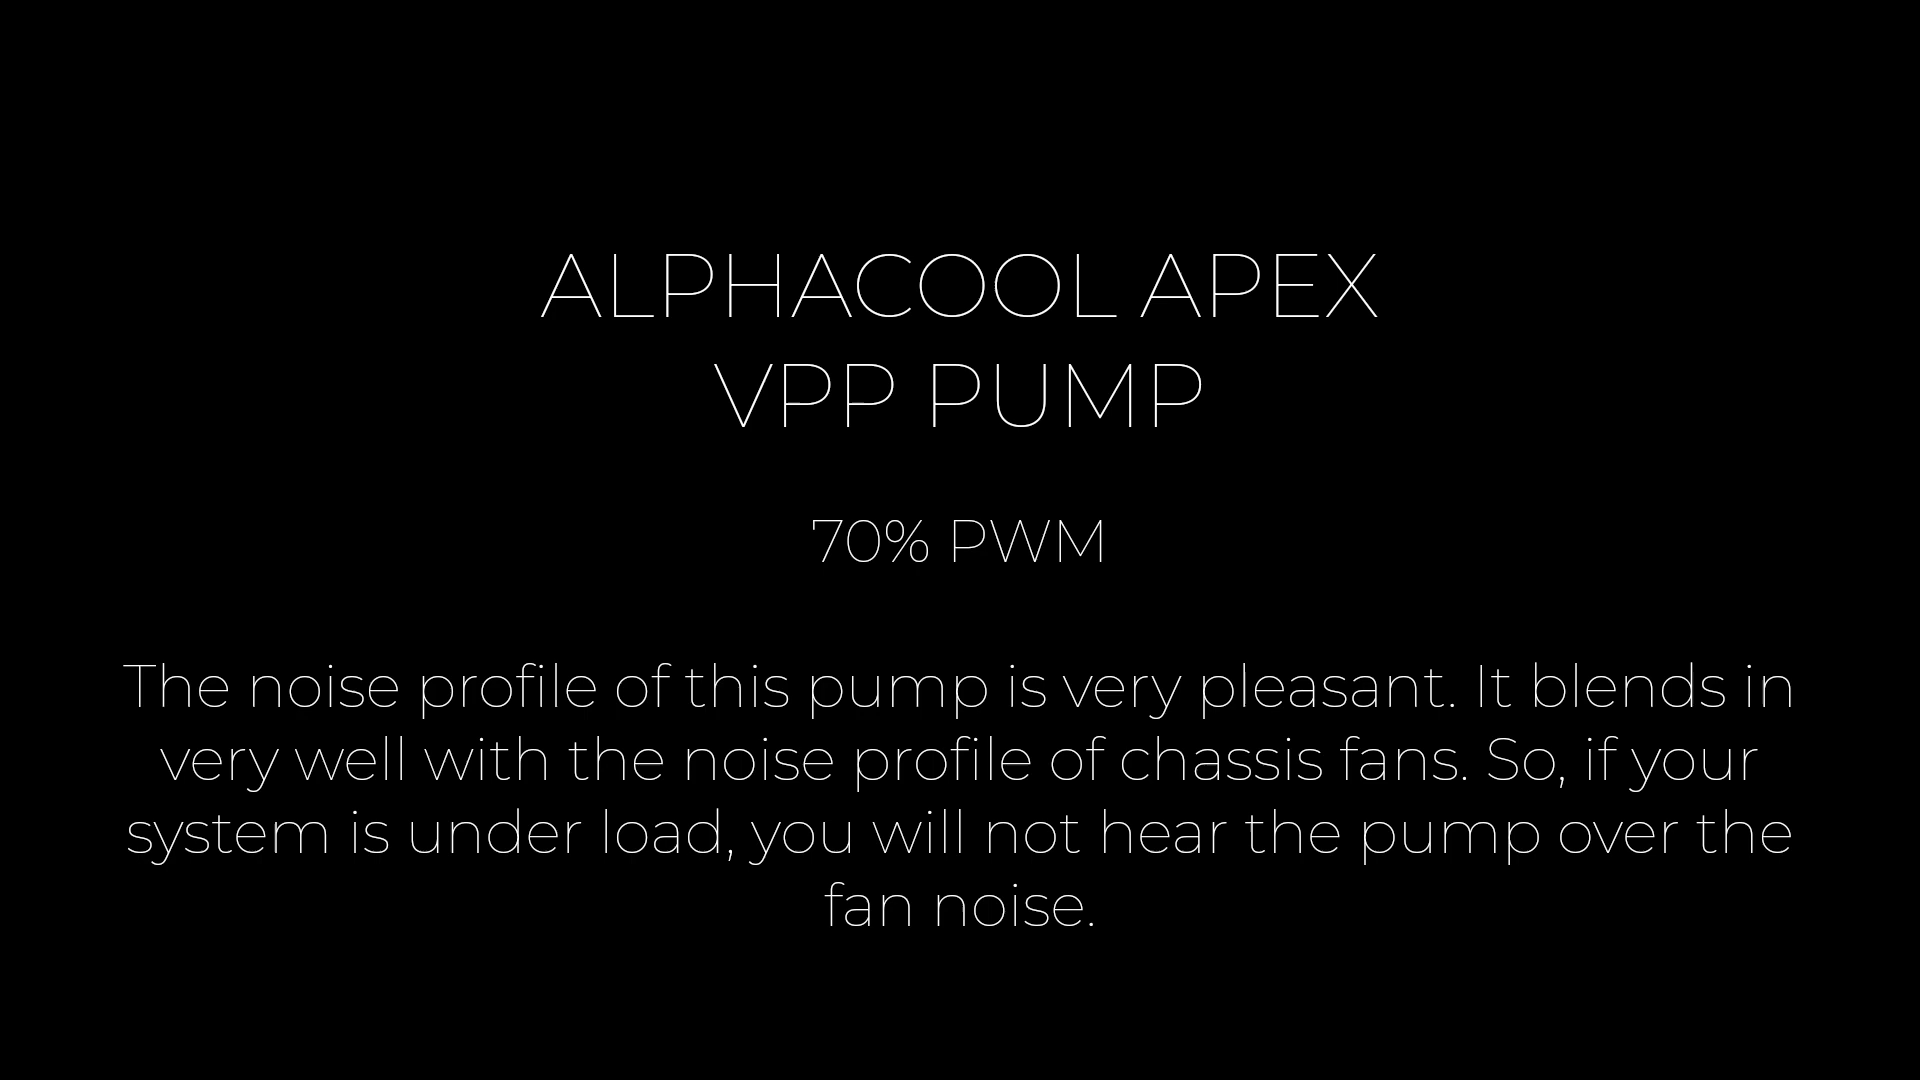 ALPHACOOL APEX
VPP PUMP
70% PWM
The noise profile of this pump is very pleasant. It blends in
very well with the noise profile of chassis fans. So, if your
system is under load, you will not hear the pump over the
fan noise.